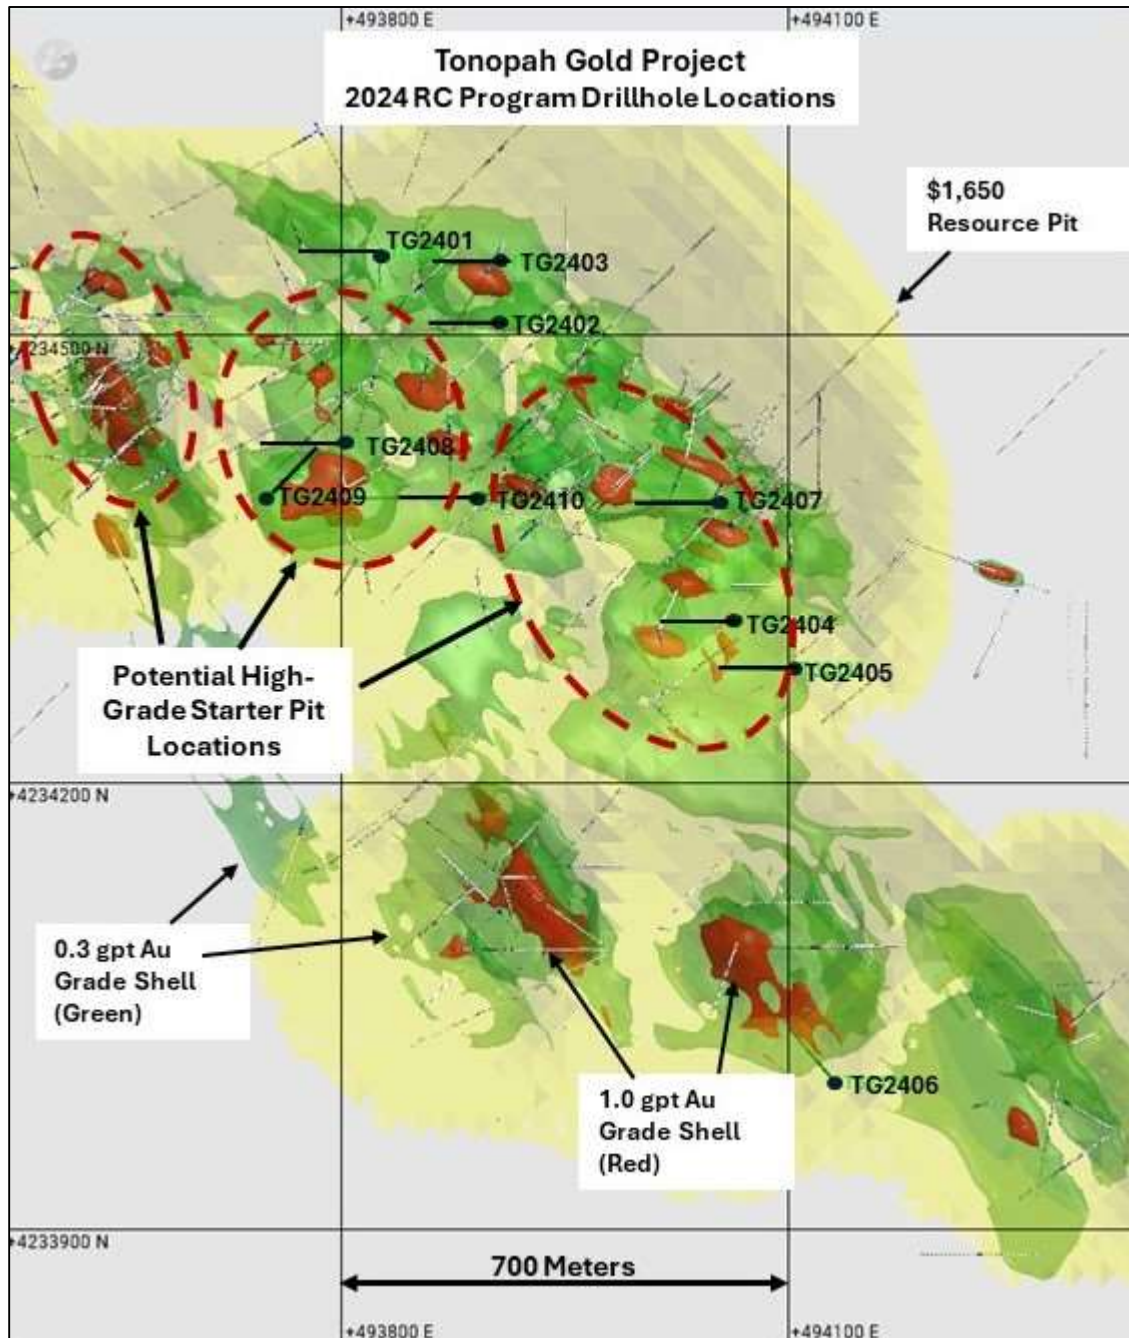 +493800 E
+494100 E
Tonopah Gold Project
2024 RC Program Drillhole Locations
$1,650
Resource Pit
TG2401
TG2403
TG2402
4234500 N
TG2408
TG2409
TG2410
TG2407
TG2404
TG2405
Potential High-
Grade Starter Pit
Locations
+4234200 N
0.3 gpt Au
Grade Shell
(Green)
1.0 gpt Au
Grade Shell
(Red)
TG2406
+4233900 N
700 Meters
+493800 E
+494100 E